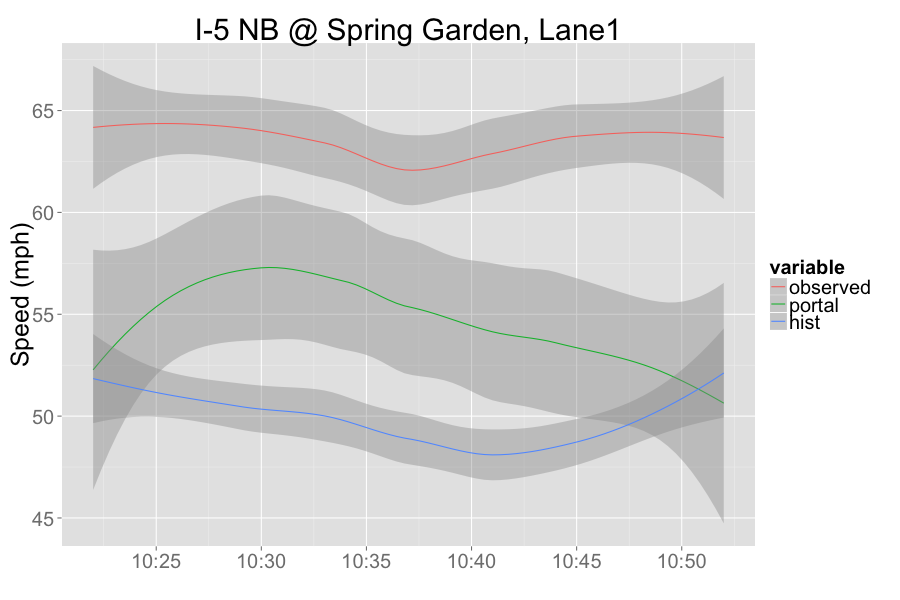 I-5 NB @ Spring Garden, Lane1
Speed (mph)
65
60
55
50
45
10:25 10:30 10:35 10:40 10:45 10:50
variable
observed
portal
hist